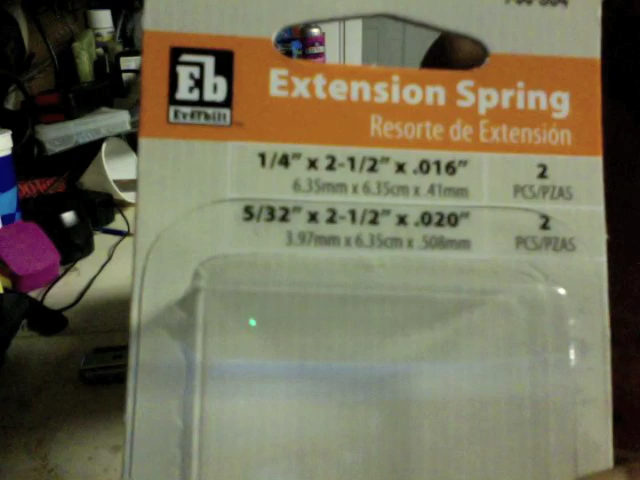 Eb
Everbilt
Extension Spring
Resorte de Extensión
1/4" x 2-1/2" x .016" 2
6.35mm x 6.35cm x .41mm PCS/PZAS
5/32" x 2-1/2" x .020" 2
3.97mm x 6.35cm x .508mm PCS/PZAS